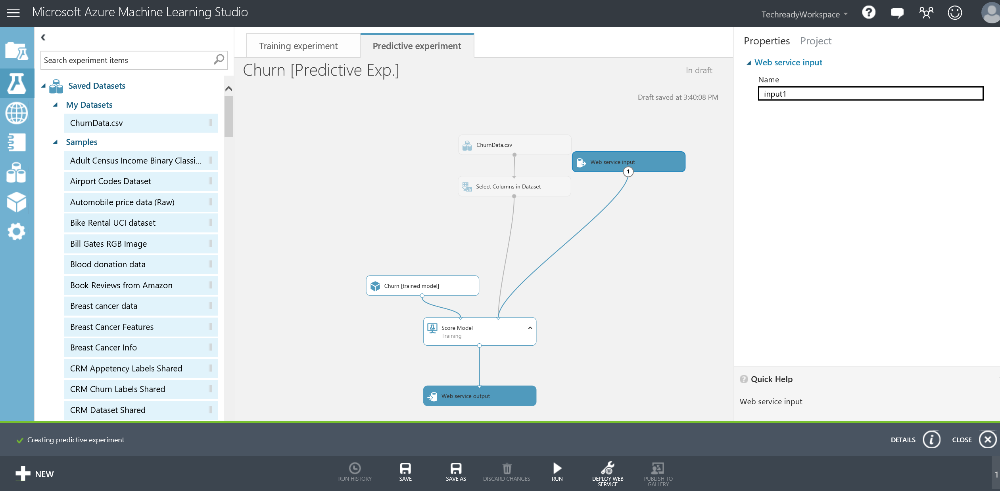 Microsoft Azure Machine Learning Studio
TechreadyWorkspace
Search experiment items
Saved Datasets
My Datasets
ChurnData.csv
Samples
Adult Census Income Binary Classi...
Airport Codes Dataset
Automobile price data (Raw)
Bike Rental UCI dataset
Bill Gates RGB Image
Blood donation data
Book Reviews from Amazon
Breast cancer data
Breast Cancer Features
Breast Cancer Info
CRM Appetency Labels Shared
CRM Churn Labels Shared
CRM Dataset Shared
Training experiment
Predictive experiment
Churn [Predictive Exp.]
In draft
Draft saved at 3:40:08 PM
ChurnData.csv
Web service input
1
Select Columns in Dataset
Churn [trained model]
Score Model
Training
Web service output
Properties Project
Web service input
Name
input1
Quick Help
Web service input
Creating predictive experiment
DETAILS
CLOSE
NEW
RUN HISTORY
SAVE
SAVE AS
DISCARD CHANGES
RUN
DEPLOY WEB
SERVICE
PUBLISH TO
GALLERY
1